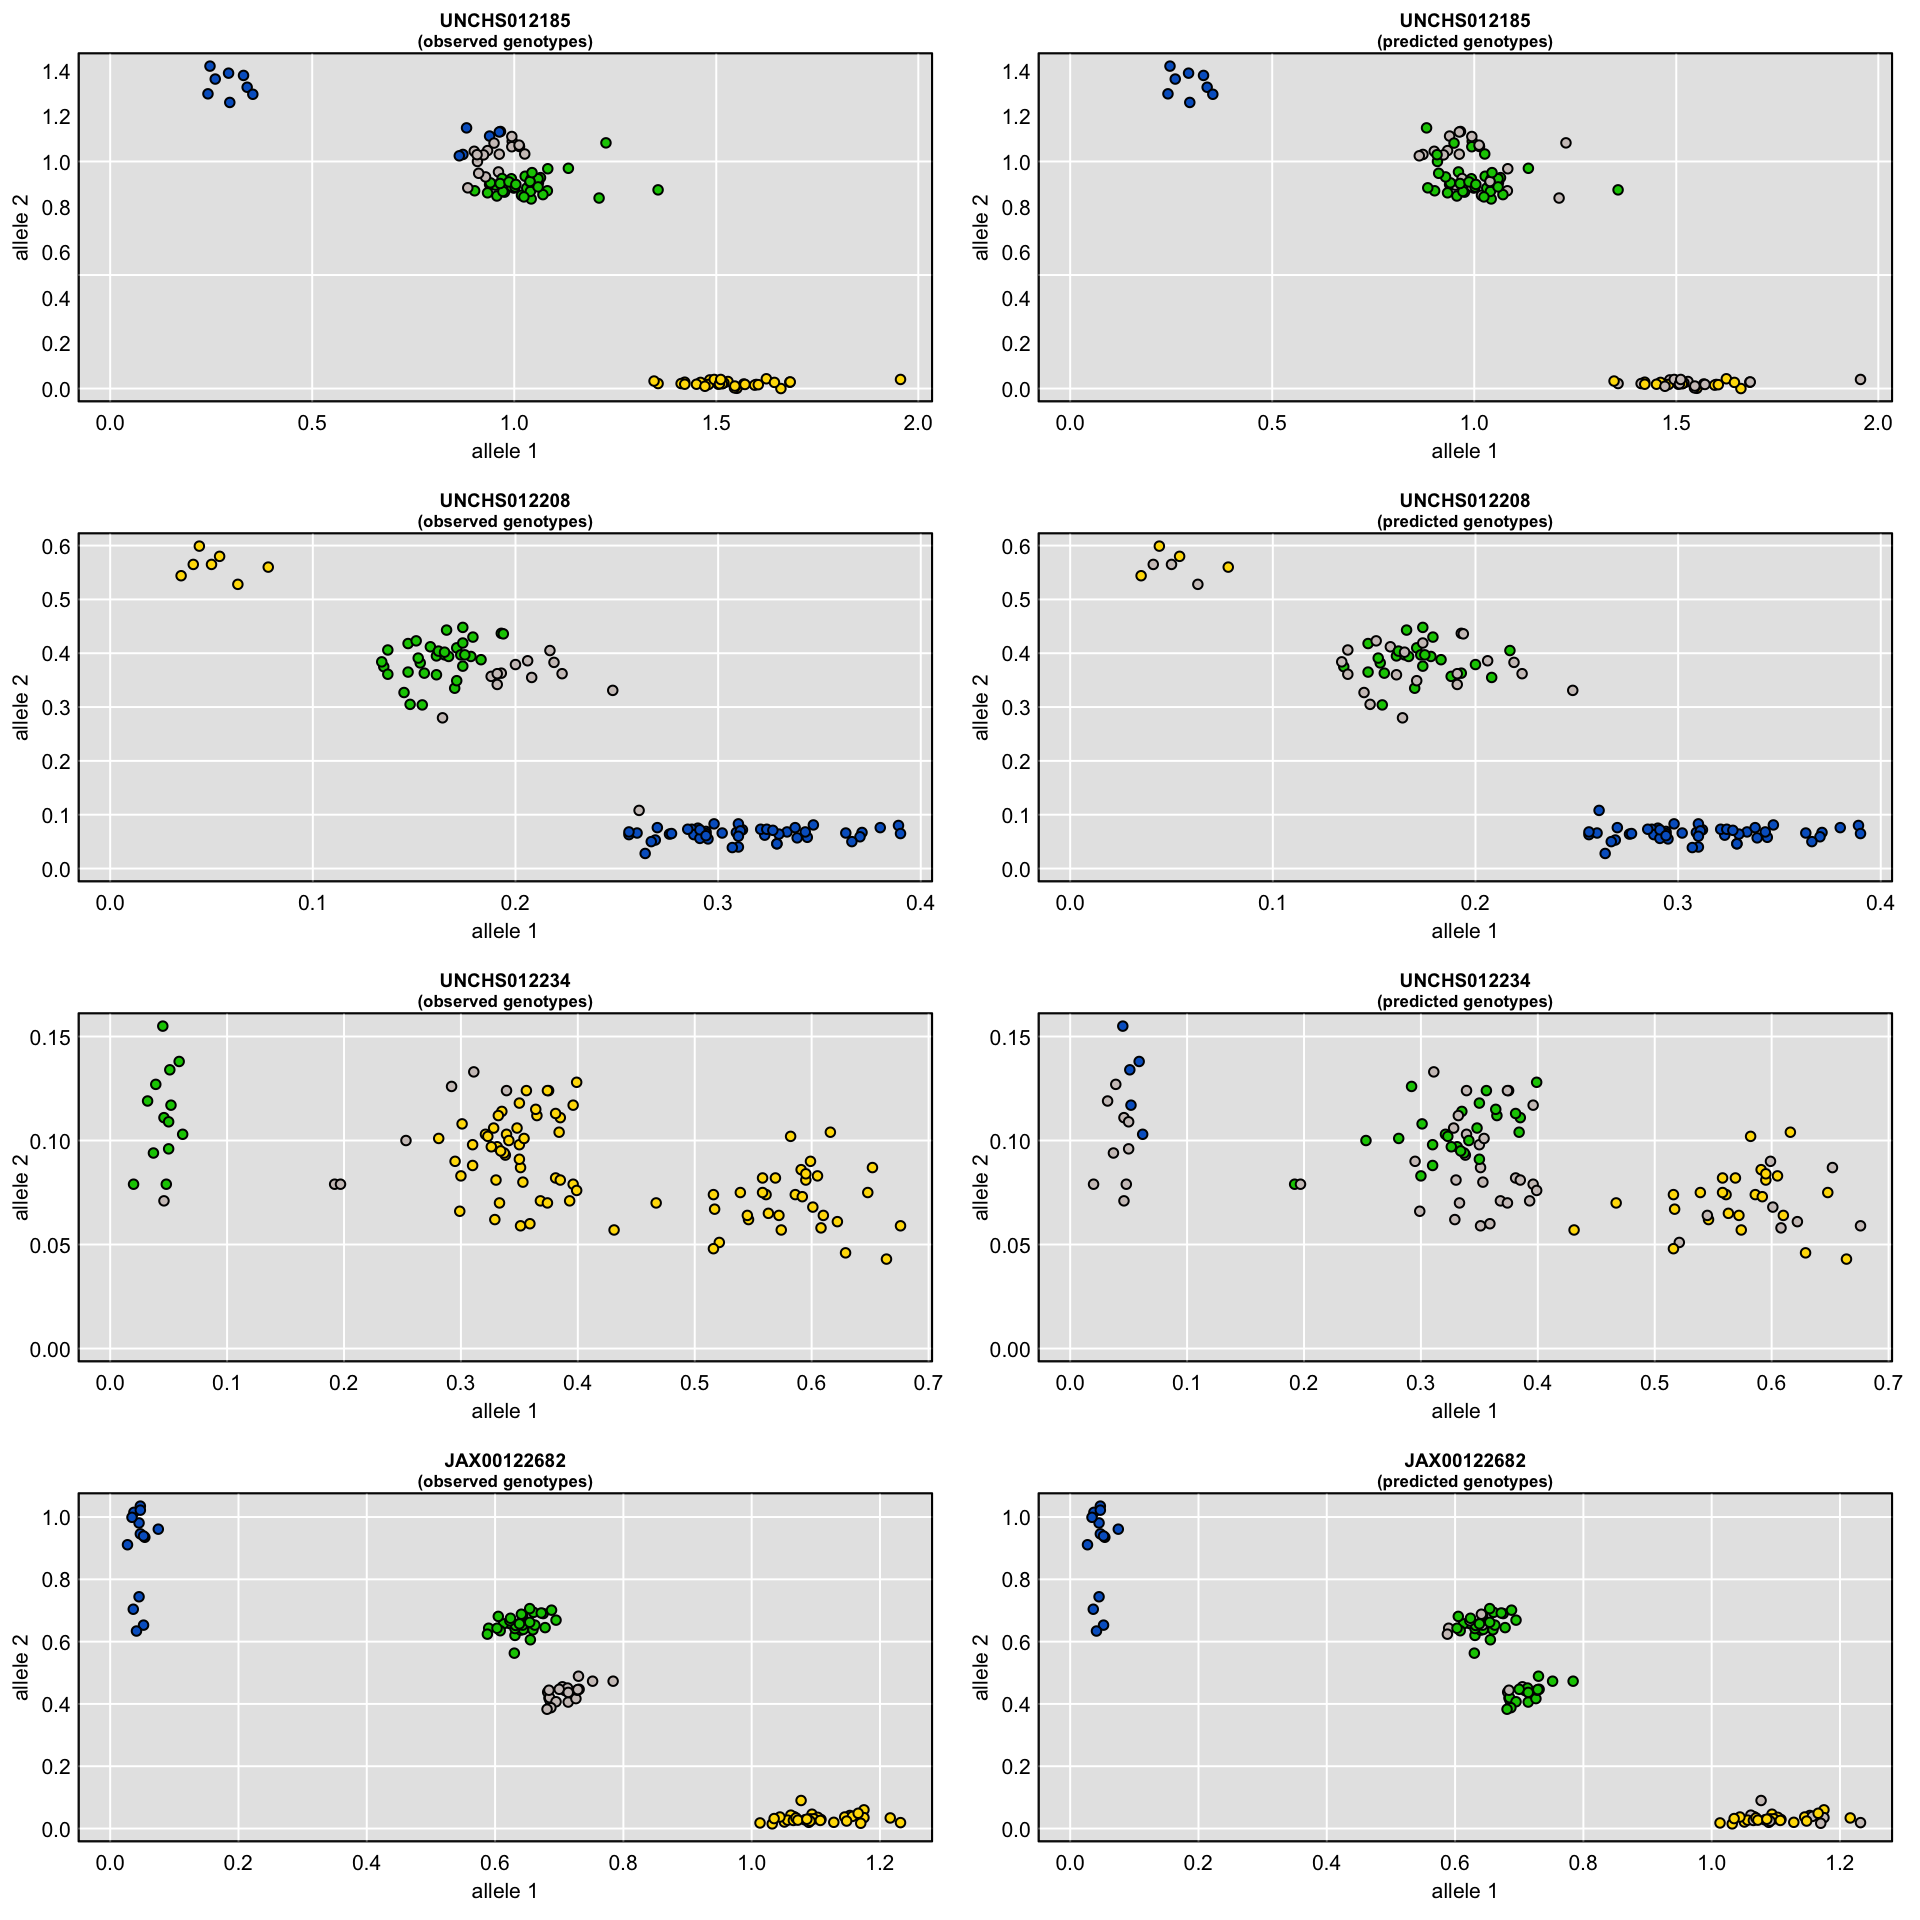 UNCHS012185
(observed genotypes)
allele 2
1.4
1.2
1.0
0.8
0.6
0.4
0.2
0.0
0.0 0.5 1.0 1.5 2.0
allele 1
UNCHS012185
(predicted genotypes)
allele 2
1.4
1.2
1.0
0.8
0.6
0.4
0.2
0.0
0.0 0.5 1.0 1.5 2.0
allele 1
UNCHS012208
(observed genotypes)
allele 2
0.6
0.5
0.4
0.3
0.2
0.1
0.0
0.0 0.1 0.2 0.3 0.4
allele 1
UNCHS012208
(predicted genotypes)
allele 2
0.6
0.5
0.4
0.3
0.2
0.1
0.0
0.0 0.1 0.2 0.3 0.4
allele 1
UNCHS012234
(observed genotypes)
allele 2
0.15
0.10
0.05
0.00
0.0 0.1 0.2 0.3 0.4 0.5 0.6 0.7
allele 1
UNCHS012234
(predicted genotypes)
allele 2
0.15
0.10
0.05
0.00
0.0 0.1 0.2 0.3 0.4 0.5 0.6 0.7
allele 1
JAX00122682
(observed genotypes)
allele 2
1.0
0.8
0.6
0.4
0.2
0.0
0.0 0.2 0.4 0.6 0.8 1.0 1.2
allele 1
JAX00122682
(predicted genotypes)
allele 2
1.0
0.8
0.6
0.4
0.2
0.0
0.0 0.2 0.4 0.6 0.8 1.0 1.2
allele 1